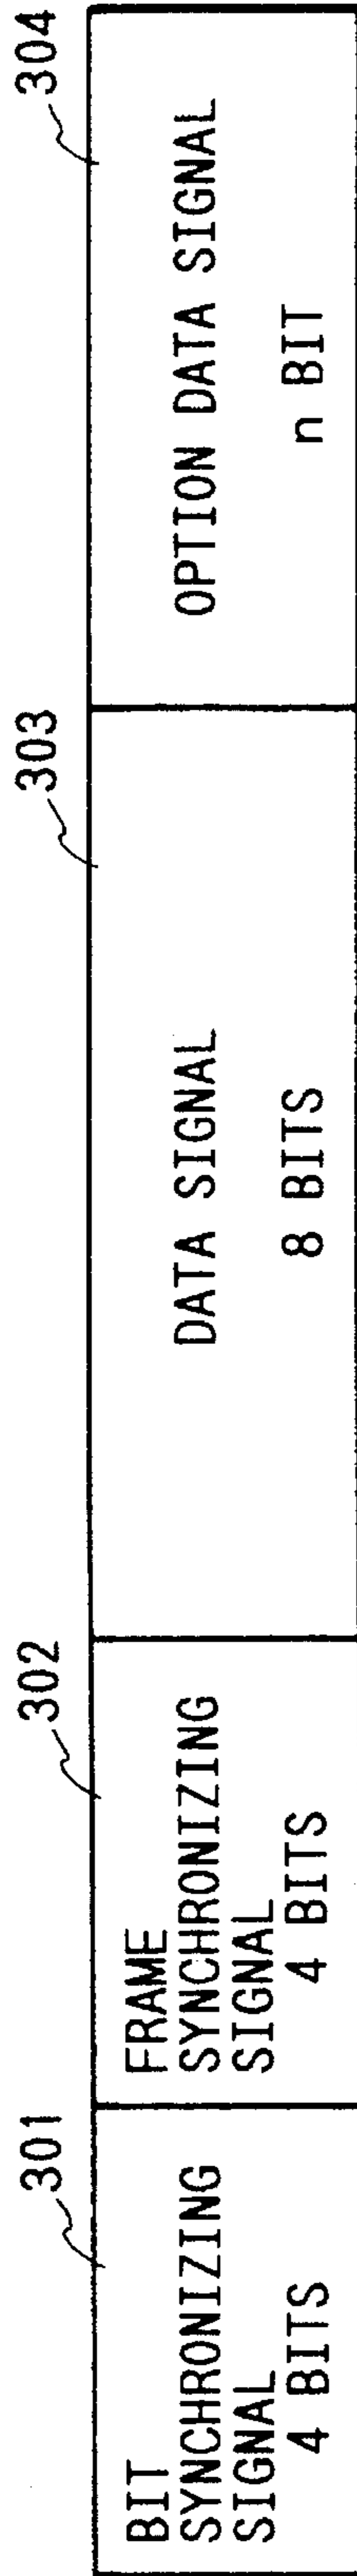 301
BIT
SYNCHRONIZING
SIGNAL
4 BITS
302
FRAME
SYNCHRONIZING
SIGNAL
4 BITS
303
DATA SIGNAL
8 BITS
304
OPTION DATA SIGNAL
n BIT